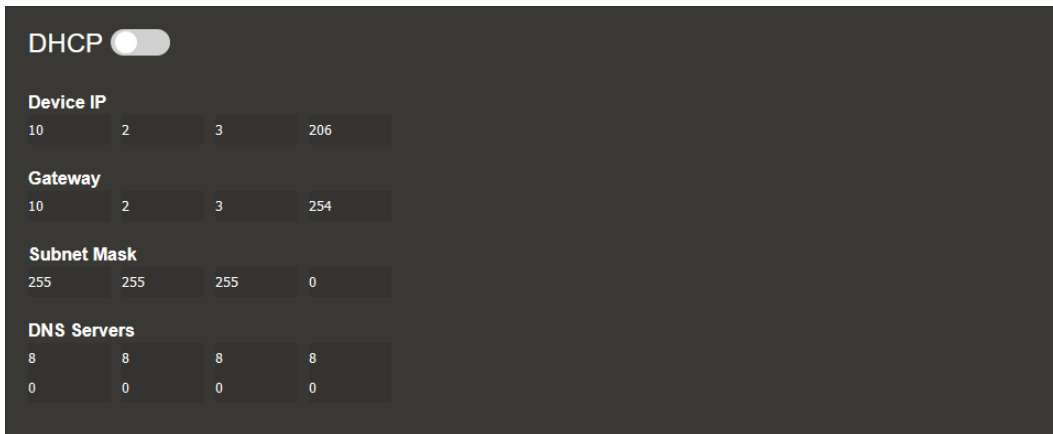 DHCP
Device IP
10 2 3 206
Gateway
10 2 3 254
Subnet Mask
255 255 255 0
DNS Servers
8 8 8 8
0 0 0 0